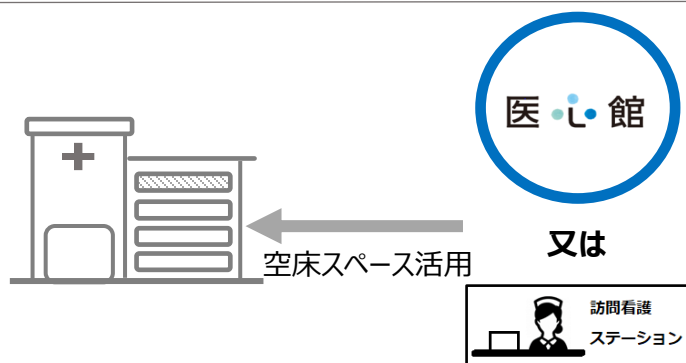 医心館
又は
空床スペース活用
訪問看護
ステーション